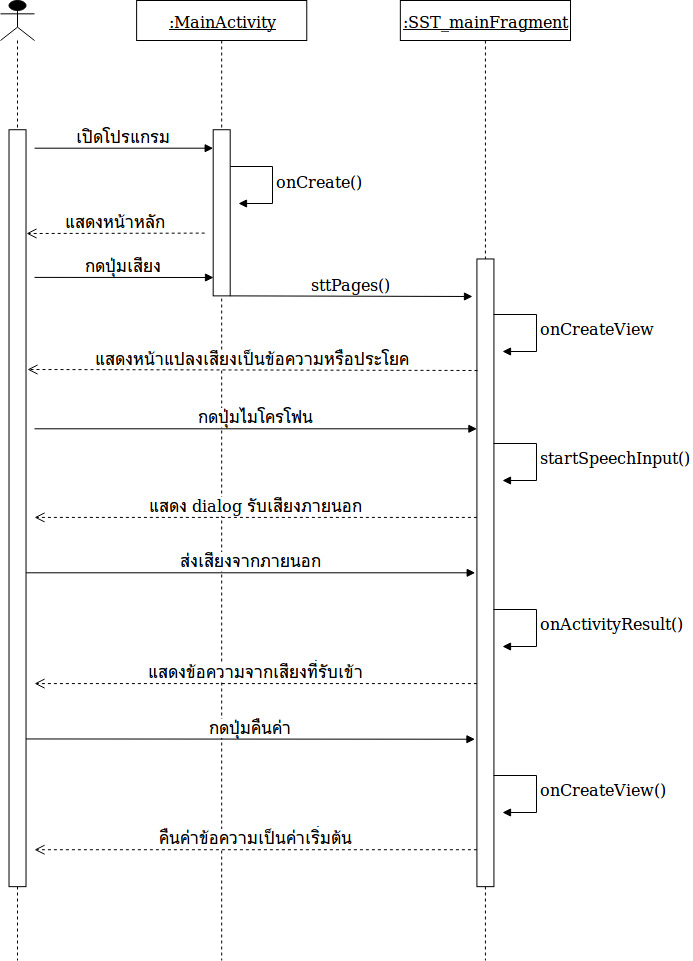 :MainActivity
:SST_mainFragment
เปิดโปรแกรม
onCreate()
แสดงหน้าหลัก
กดปุ่มเสียง
sttPages()
onCreateView
แสดงหน้าแปลงเสียงเป็นข้อความหรือประโยค
กดปุ่มไมโครโฟน
startSpeechInput()
แสดง dialog รับเสียงภายนอก
ส่งเสียงจากภายนอก
onActivityResult()
แสดงข้อความจากเสียงที่รับเข้า
กดปุ่มคืนค่า
onCreateView()
คืนค่าข้อความเป็นค่าเริ่มต้น